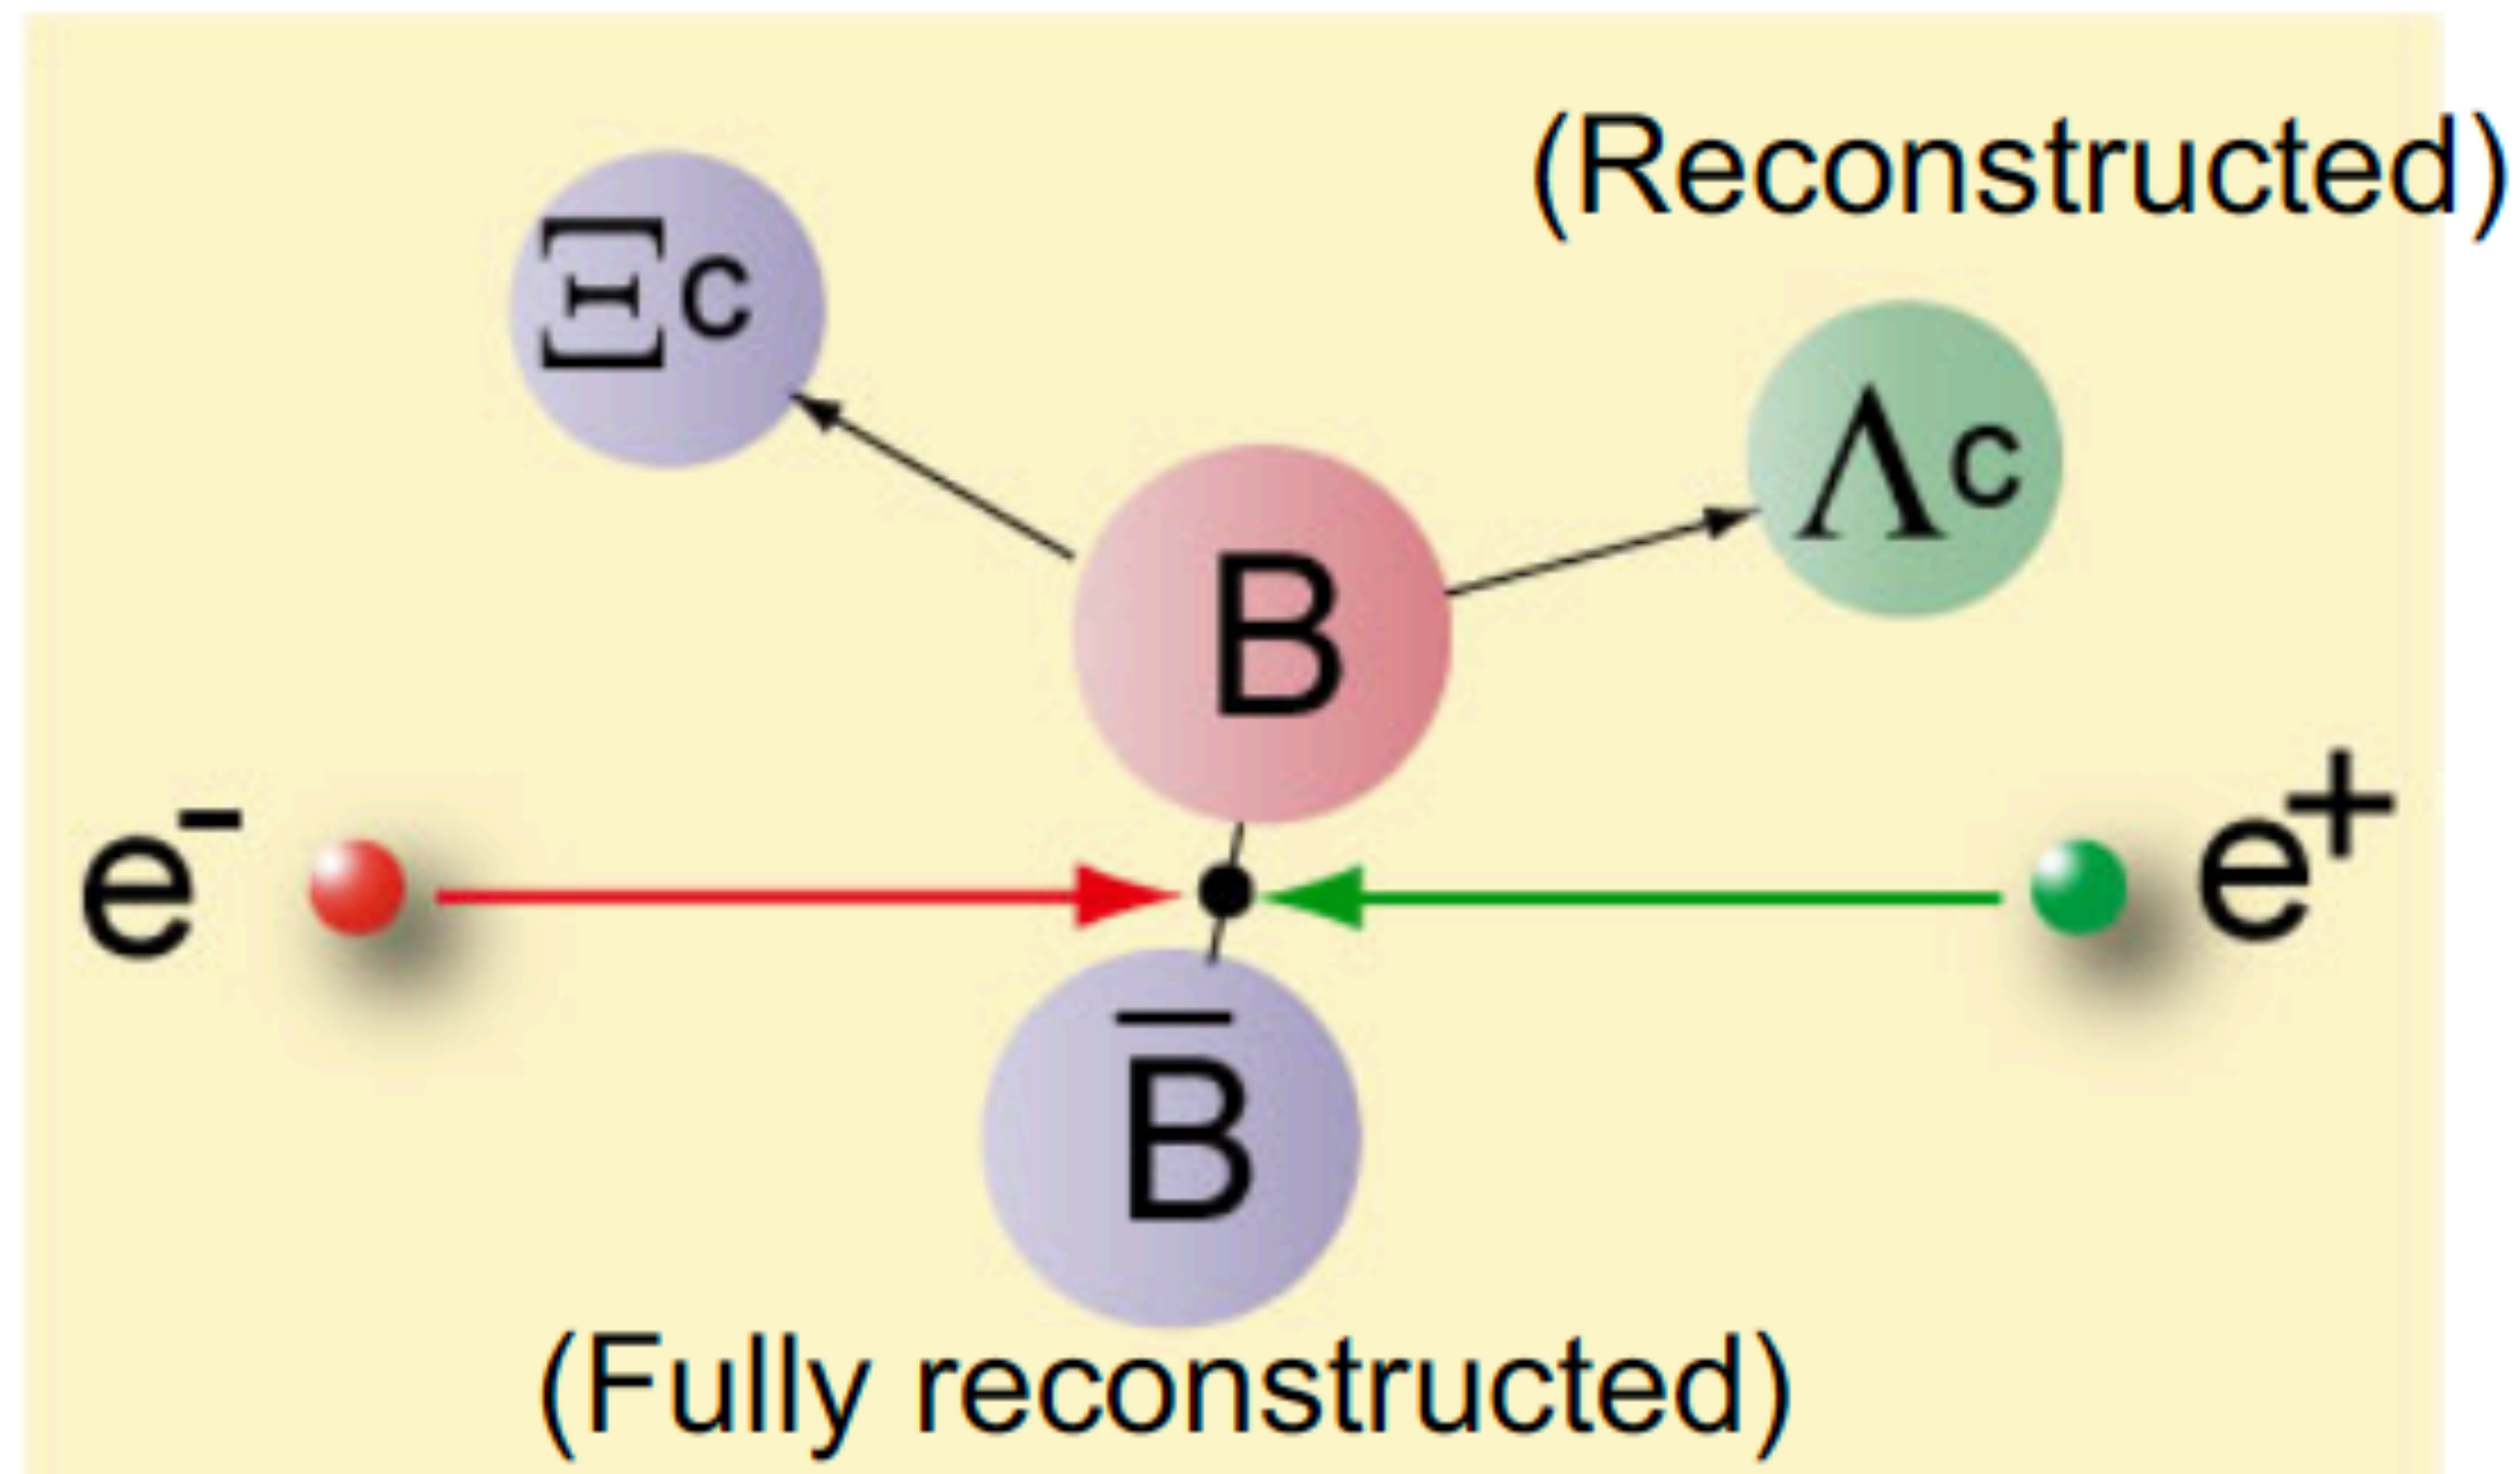 (Reconstructed)
Ξc
Λc
B
e⁻
e⁺
B̅
(Fully reconstructed)